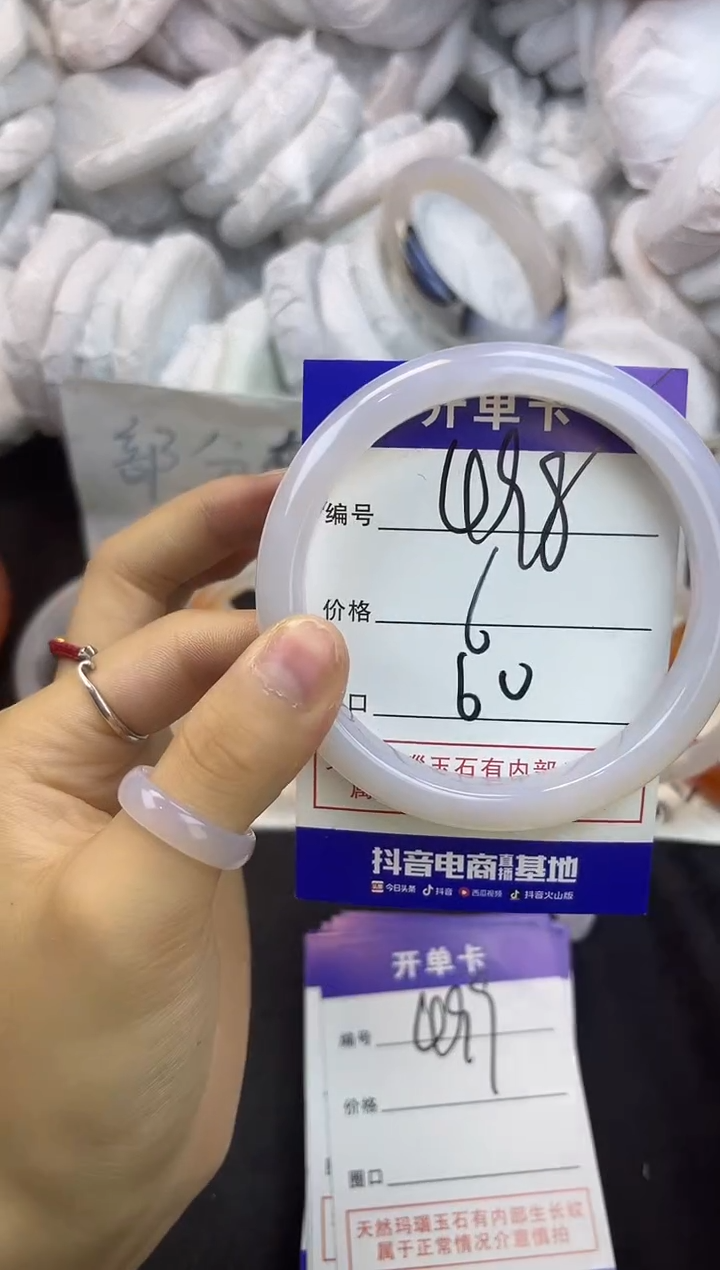 部分
开单卡
编号
价格 6
口 60
玉石有内部
属
抖音电商直播基地
今日头条 抖音 西瓜视频 抖音火山版
开单卡
编号
价格
圈口
天然玛瑙玉石有内部生长纹
属于正常情况介意慎拍